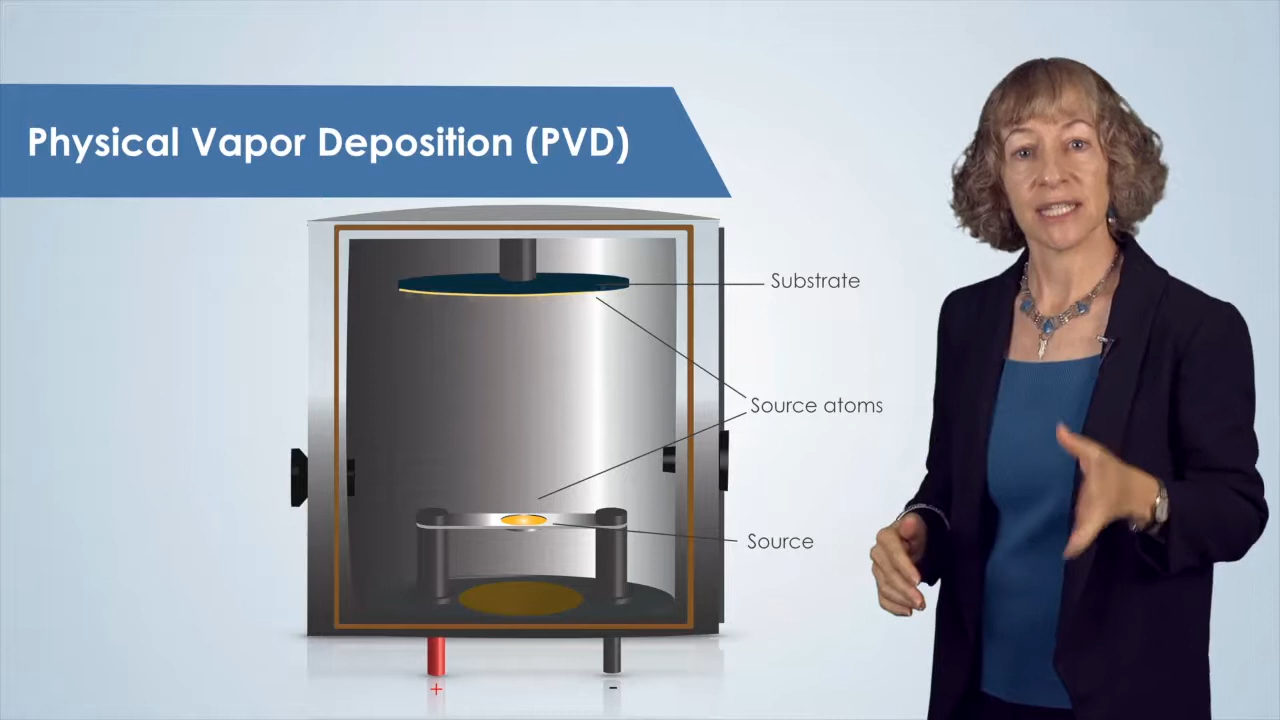 Physical Vapor Deposition (PVD)
Substrate
Source atoms
Source
+
-